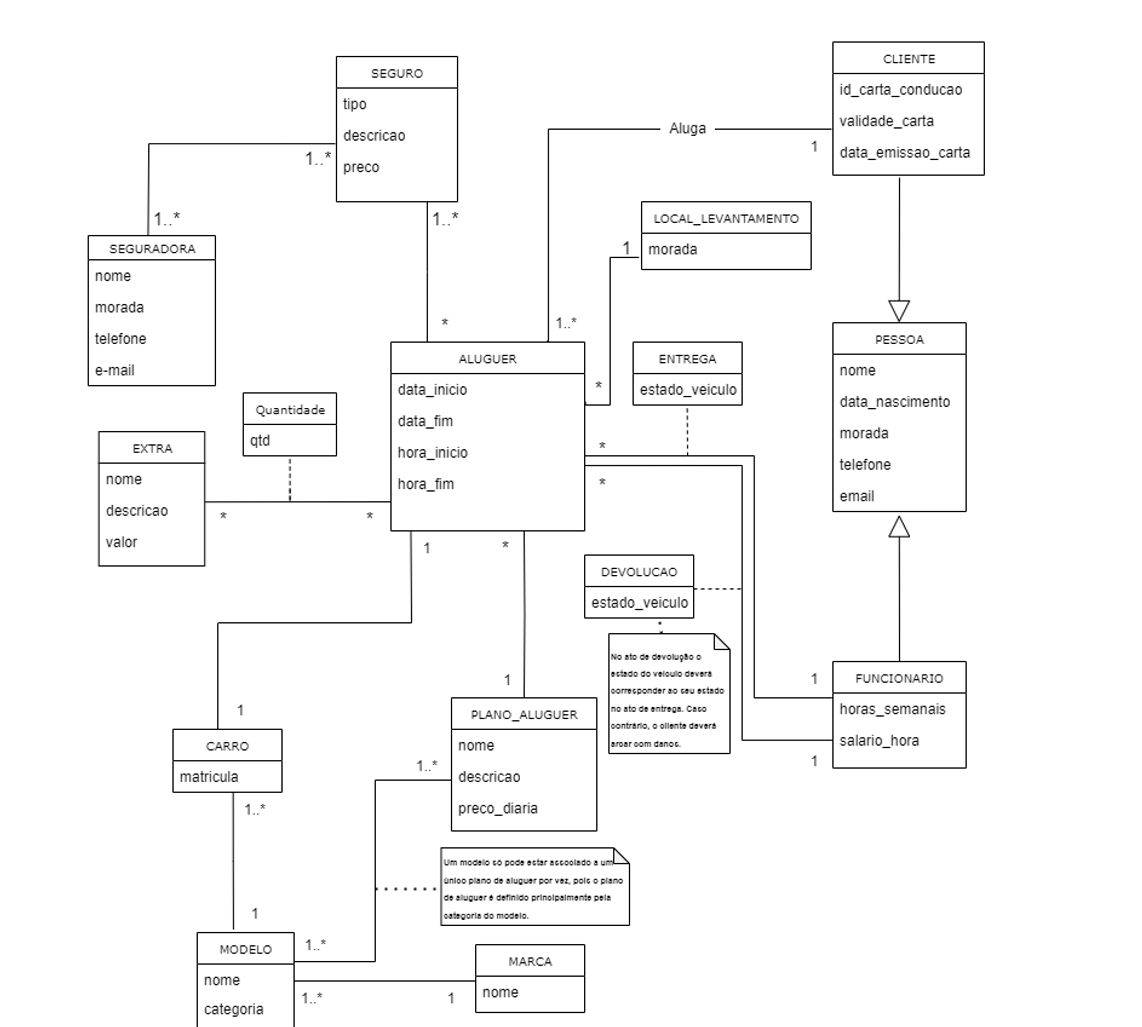 SEGURO
tipo
descricao
preco
1..*
1..*
1..*
*
SEGURADORA
nome
morada
telefone
e-mail
CLIENTE
id_carta_conducao
validade_carta
data_emissao_carta
Aluga
1
1..*
LOCAL_LEVANTAMENTO
morada
1
*
PESSOA
nome
data_nascimento
morada
telefone
email
ALUGUER
data_inicio
data_fim
hora_inicio
hora_fim
ENTREGA
estado_veiculo
*
*
Quantidade
qtd
EXTRA
nome
descricao
valor
*
*
1
*
DEVOLUCAO
estado_veiculo
No ato de devolução o
estado do veículo deverá
corresponder ao seu estado
no ato de entrega. Caso
contrário, o cliente deverá
arcar com danos.
FUNCIONARIO
horas_semanais
salario_hora
1
1
1
1
PLANO_ALUGUER
nome
descricao
preco_diaria
CARRO
matricula
1..*
1..*
1
Um modelo só pode estar associado a um
único plano de aluguer por vez, pois o plano
de aluguer é definido principalmente pela
categoria do modelo.
MODELO
nome
categoria
1..*
1..*
1
MARCA
nome